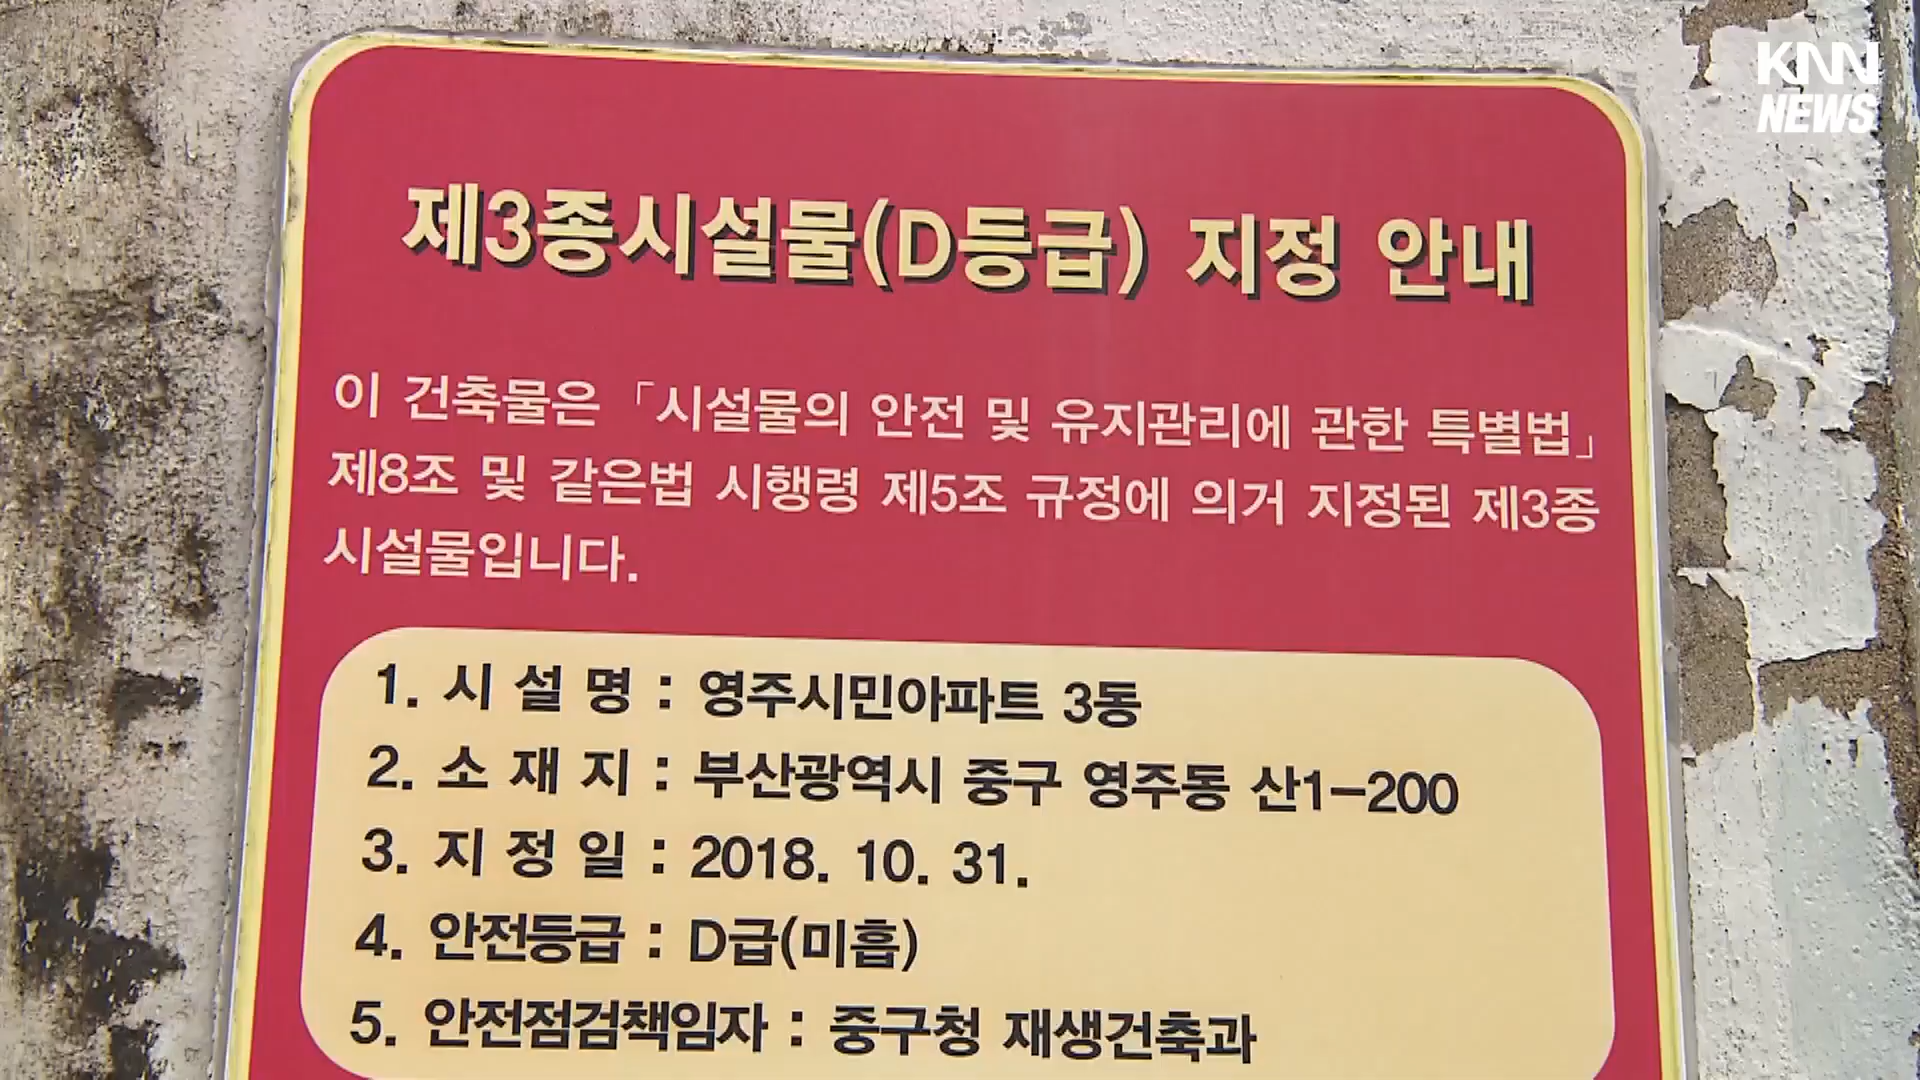 KNN
NEWS
제3종시설물(D등급) 지정 안내
이 건축물은 「시설물의 안전 및 유지관리에 관한 특별법」
제8조 및 같은법 시행령 제5조 규정에 의거 지정된 제3종
시설물입니다.
1. 시 설 명 : 영주시민아파트 3동
2. 소 재 지 : 부산광역시 중구 영주동 산1-200
3. 지 정 일 : 2018. 10. 31.
4. 안전등급 : D급(미흡)
5. 안전점검책임자 : 중구청 재생건축과